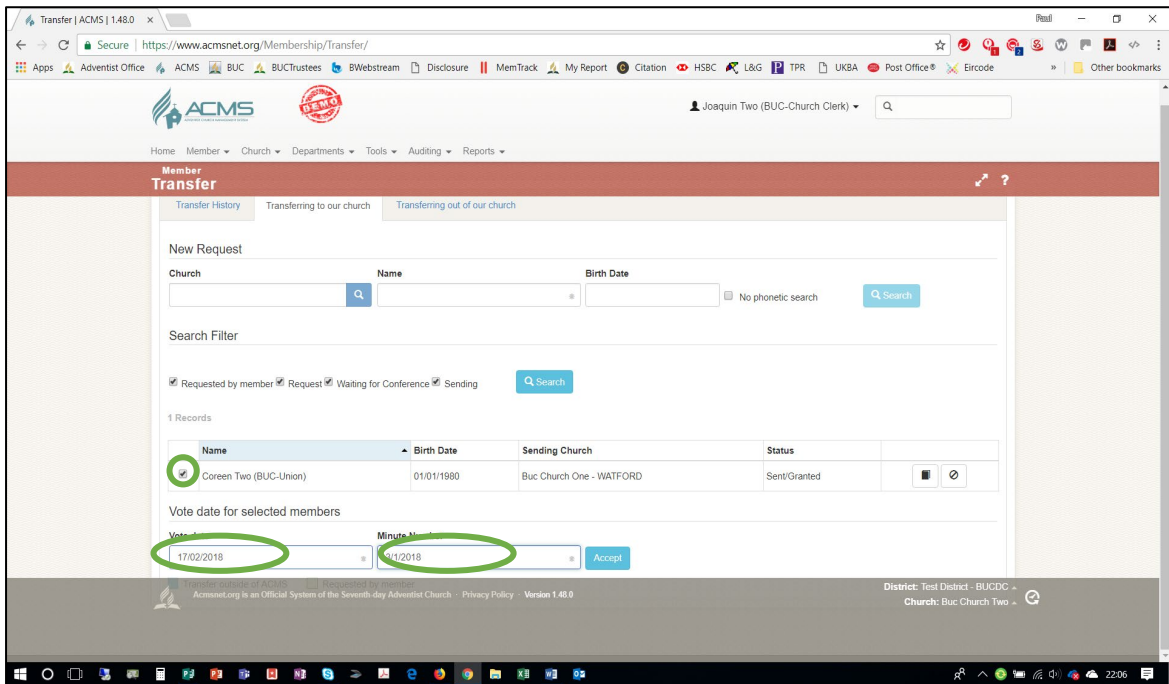 Transfer | ACMS | 1.48.0 ×
Paul
Secure | https://www.acmsnet.org/Membership/Transfer/
Apps Adventist Office ACMS BUC BUCTrustees BWebstream Disclosure MemTrack My Report Citation HSBC L&G TPR UKBA Post Office® Eircode » Other bookmarks
ACMS DEMO Joaquin Two (BUC-Church Clerk)
Home Member Church Departments Tools Auditing Reports
Member
Transfer ?
Transfer History Transferring to our church Transferring out of our church
New Request
Church Name Birth Date
No phonetic search Search
Search Filter
Requested by member Request Waiting for Conference Sending Search
1 Records
Name Birth Date Sending Church Status
Coreen Two (BUC-Union) 01/01/1980 Buc Church One - WATFORD Sent/Granted
Vote date for selected members
Minute
17/02/2018 /1/2018 Accept
Transfer outside of ACMS Requested by member
District: Test District - BUCDC
Acmsnet.org is an Official System of the Seventh-day Adventist Church · Privacy Policy · Version 1.48.0
Church: Buc Church Two
22:06